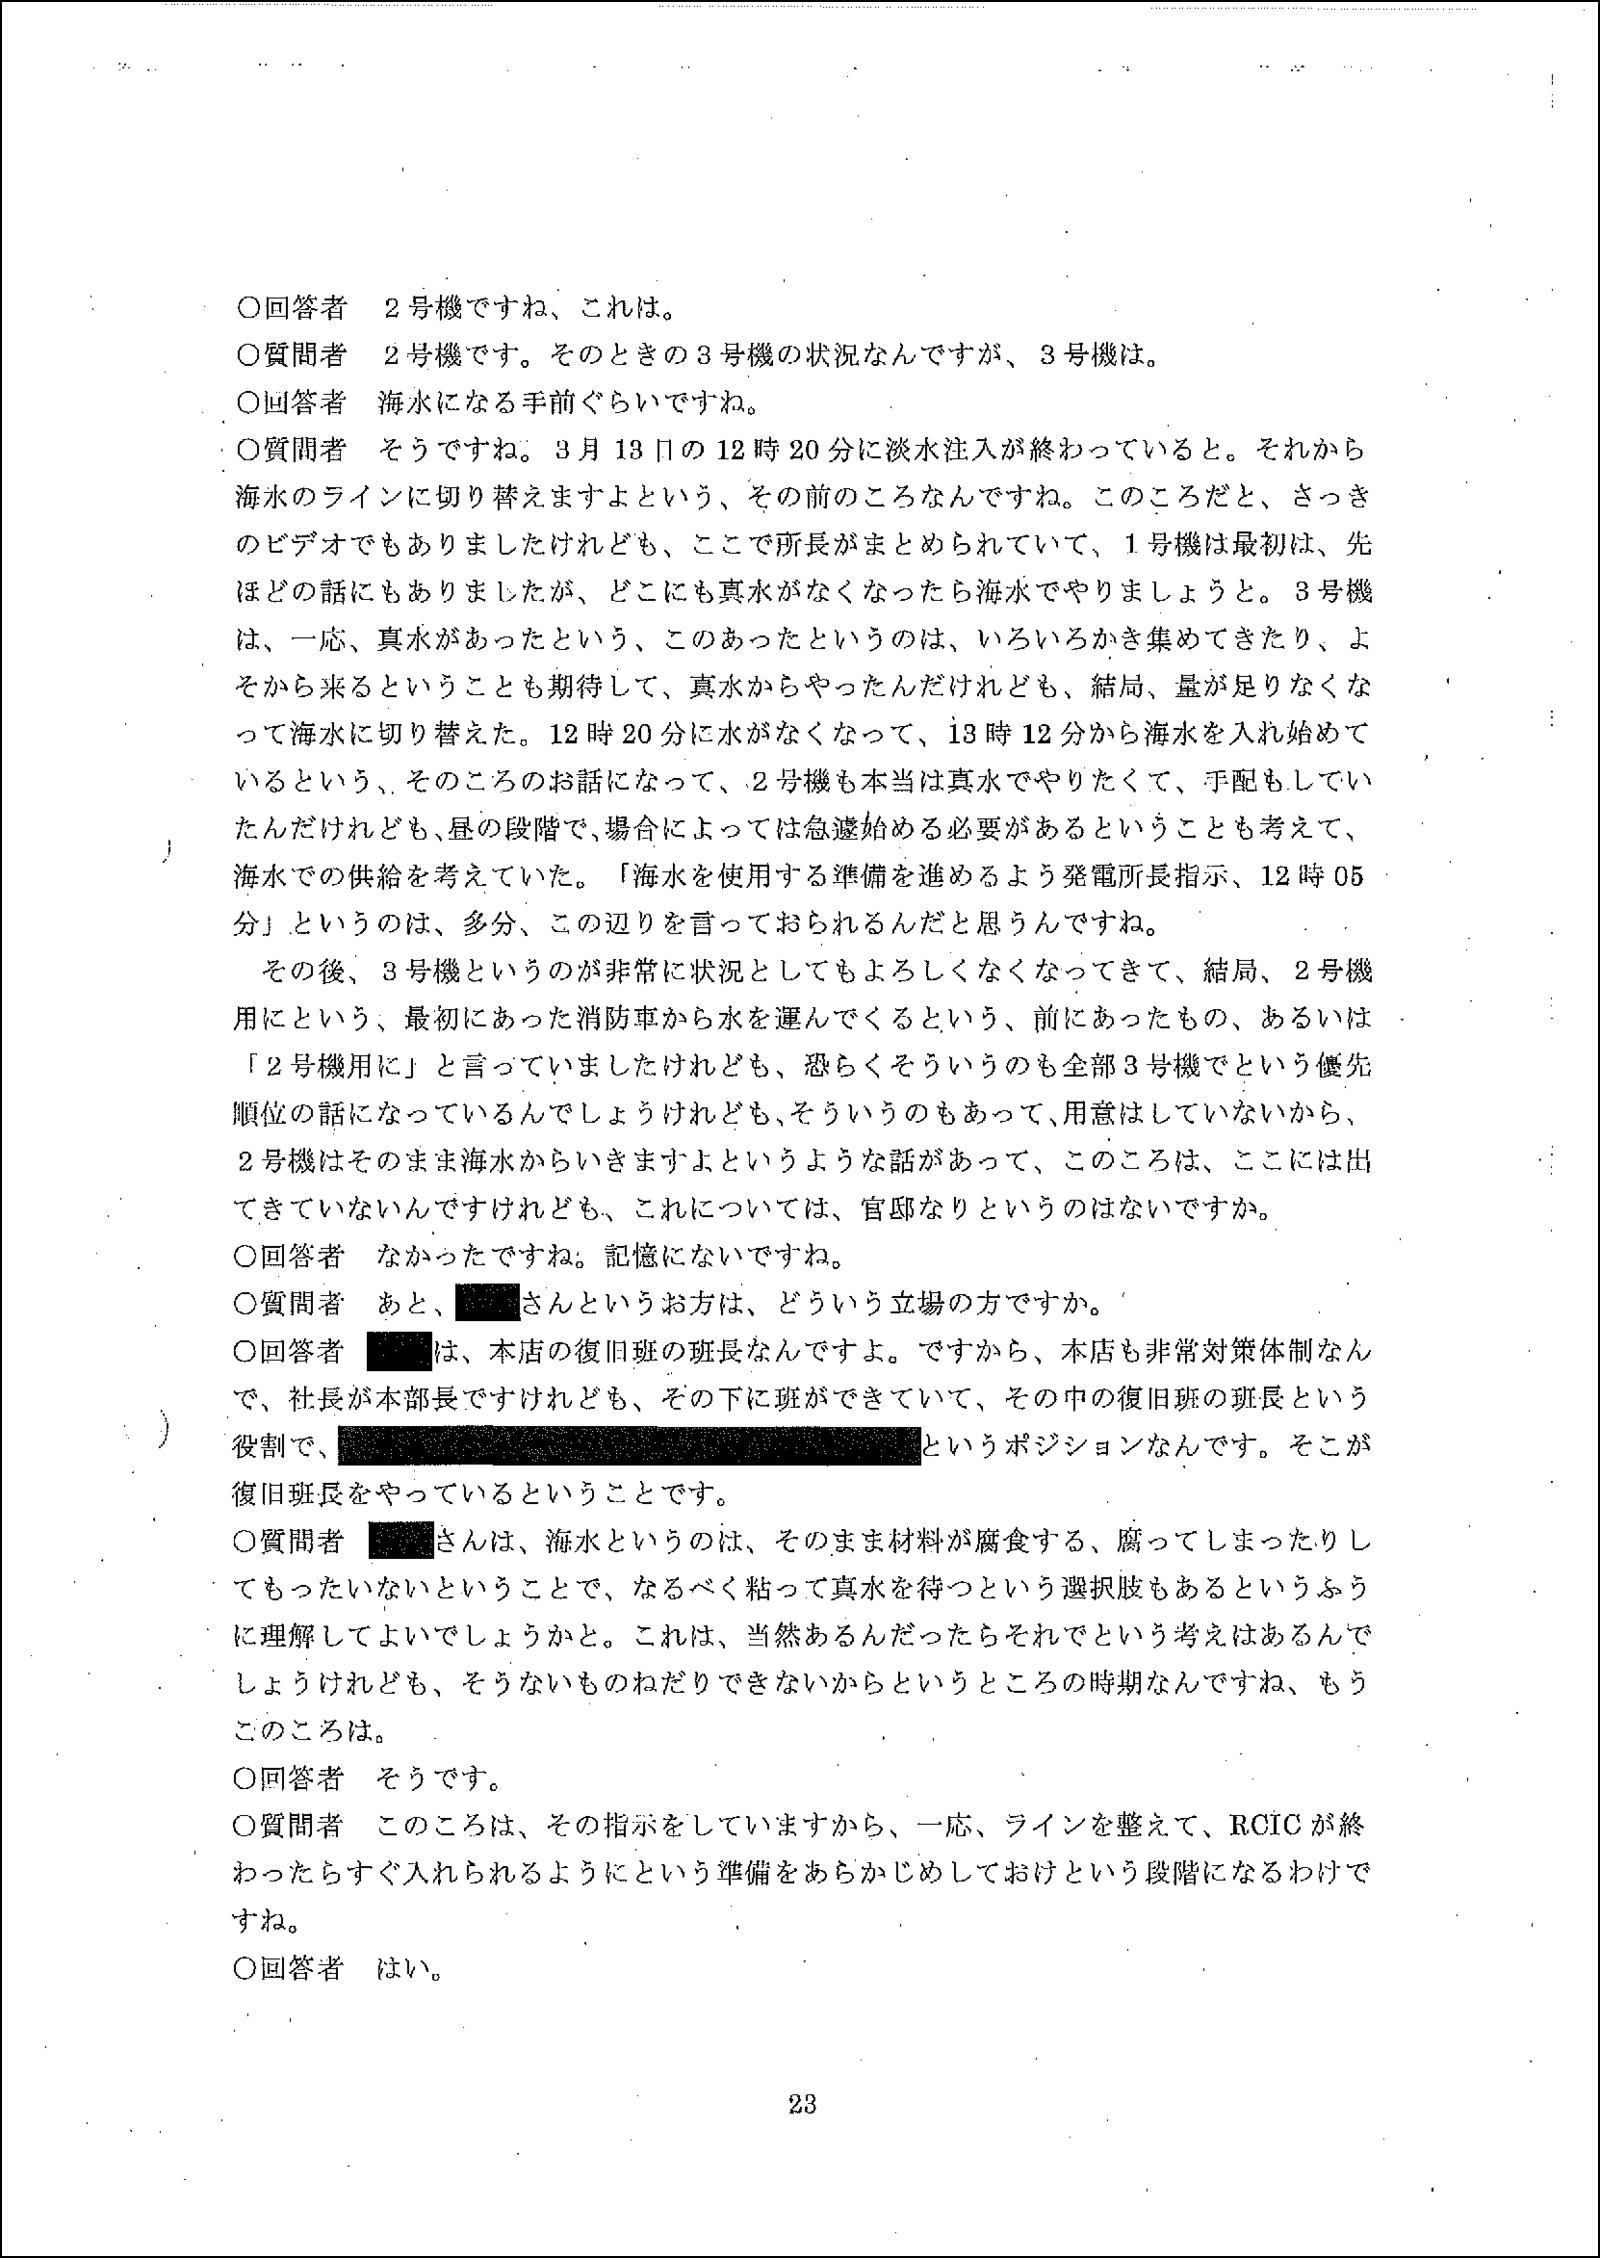 ○回答者　２号機ですね、これは。
○質問者　２号機です。そのときの３号機の状況なんですが、３号機は。
○回答者　海水になる手前ぐらいですね。
○質問者　そうですね。3月13日の12時20分に淡水注入が終わっていると。それから
海水のラインに切り替えますよという、その前のころなんですね。このころだと、さっき
のビデオでもありましたけれども、ここで所長がまとめられていて、１号機は最初は、先
ほどの話にもありましたが、どこにも真水がなくなったら海水でやりましょうと。３号機
は、一応、真水があったという、このあったというのは、いろいろかき集めてきたり、よ
そから来るということも期待して、真水からやったんだけれども、結局、量が足りなくな
って海水に切り替えた。12時20分に水がなくなって、13時12分から海水を入れ始めて
いるという、そのころのお話になって、２号機も本当は真水でやりたくて、手配もしてい
たんだけれども、昼の段階で、場合によっては急遽始める必要があるということも考えて、
海水での供給を考えていた。「海水を使用する準備を進めるよう発電所長指示、12時05
分」というのは、多分、この辺りを言っておられるんだと思うんですね。
　その後、３号機というのが非常に状況としてもよろしくなくなってきて、結局、２号機
用にという、最初にあった消防車から水を運んでくるという、前にあったもの、あるいは
「２号機用に」と言っていましたけれども、恐らくそういうのも全部３号機でという優先
順位の話になっているんでしょうけれども、そういうのもあって、用意はしていないから、
２号機はそのまま海水からいきますよというような話があって、このころは、ここには出
てきていないんですけれども、これについては、官邸なりというのはないですか。
○回答者　なかったですね。記憶にないですね。
○質問者　あと、さんというお方は、どういう立場の方ですか。
○回答者　は、本店の復旧班の班長なんですよ。ですから、本店も非常対策体制なん
で、社長が本部長ですけれども、その下に班ができていて、その中の復旧班の班長という
役割で、というポジションなんです。そこが
復旧班長をやっているということです。
○質問者　さんは、海水というのは、そのまま材料が腐食する、腐ってしまったりし
てもったいないということで、なるべく粘って真水を待つという選択肢もあるというふう
に理解してよいでしょうかと。これは、当然あるんだったらそれでという考えはあるんで
しょうけれども、そうないものねだりできないからというところの時期なんですね、もう
このころは。
○回答者　そうです。
○質問者　このころは、その指示をしていますから、一応、ラインを整えて、RCICが終
わったらすぐ入れられるようにという準備をあらかじめしておけという段階になるわけで
すね。
○回答者　はい。
23